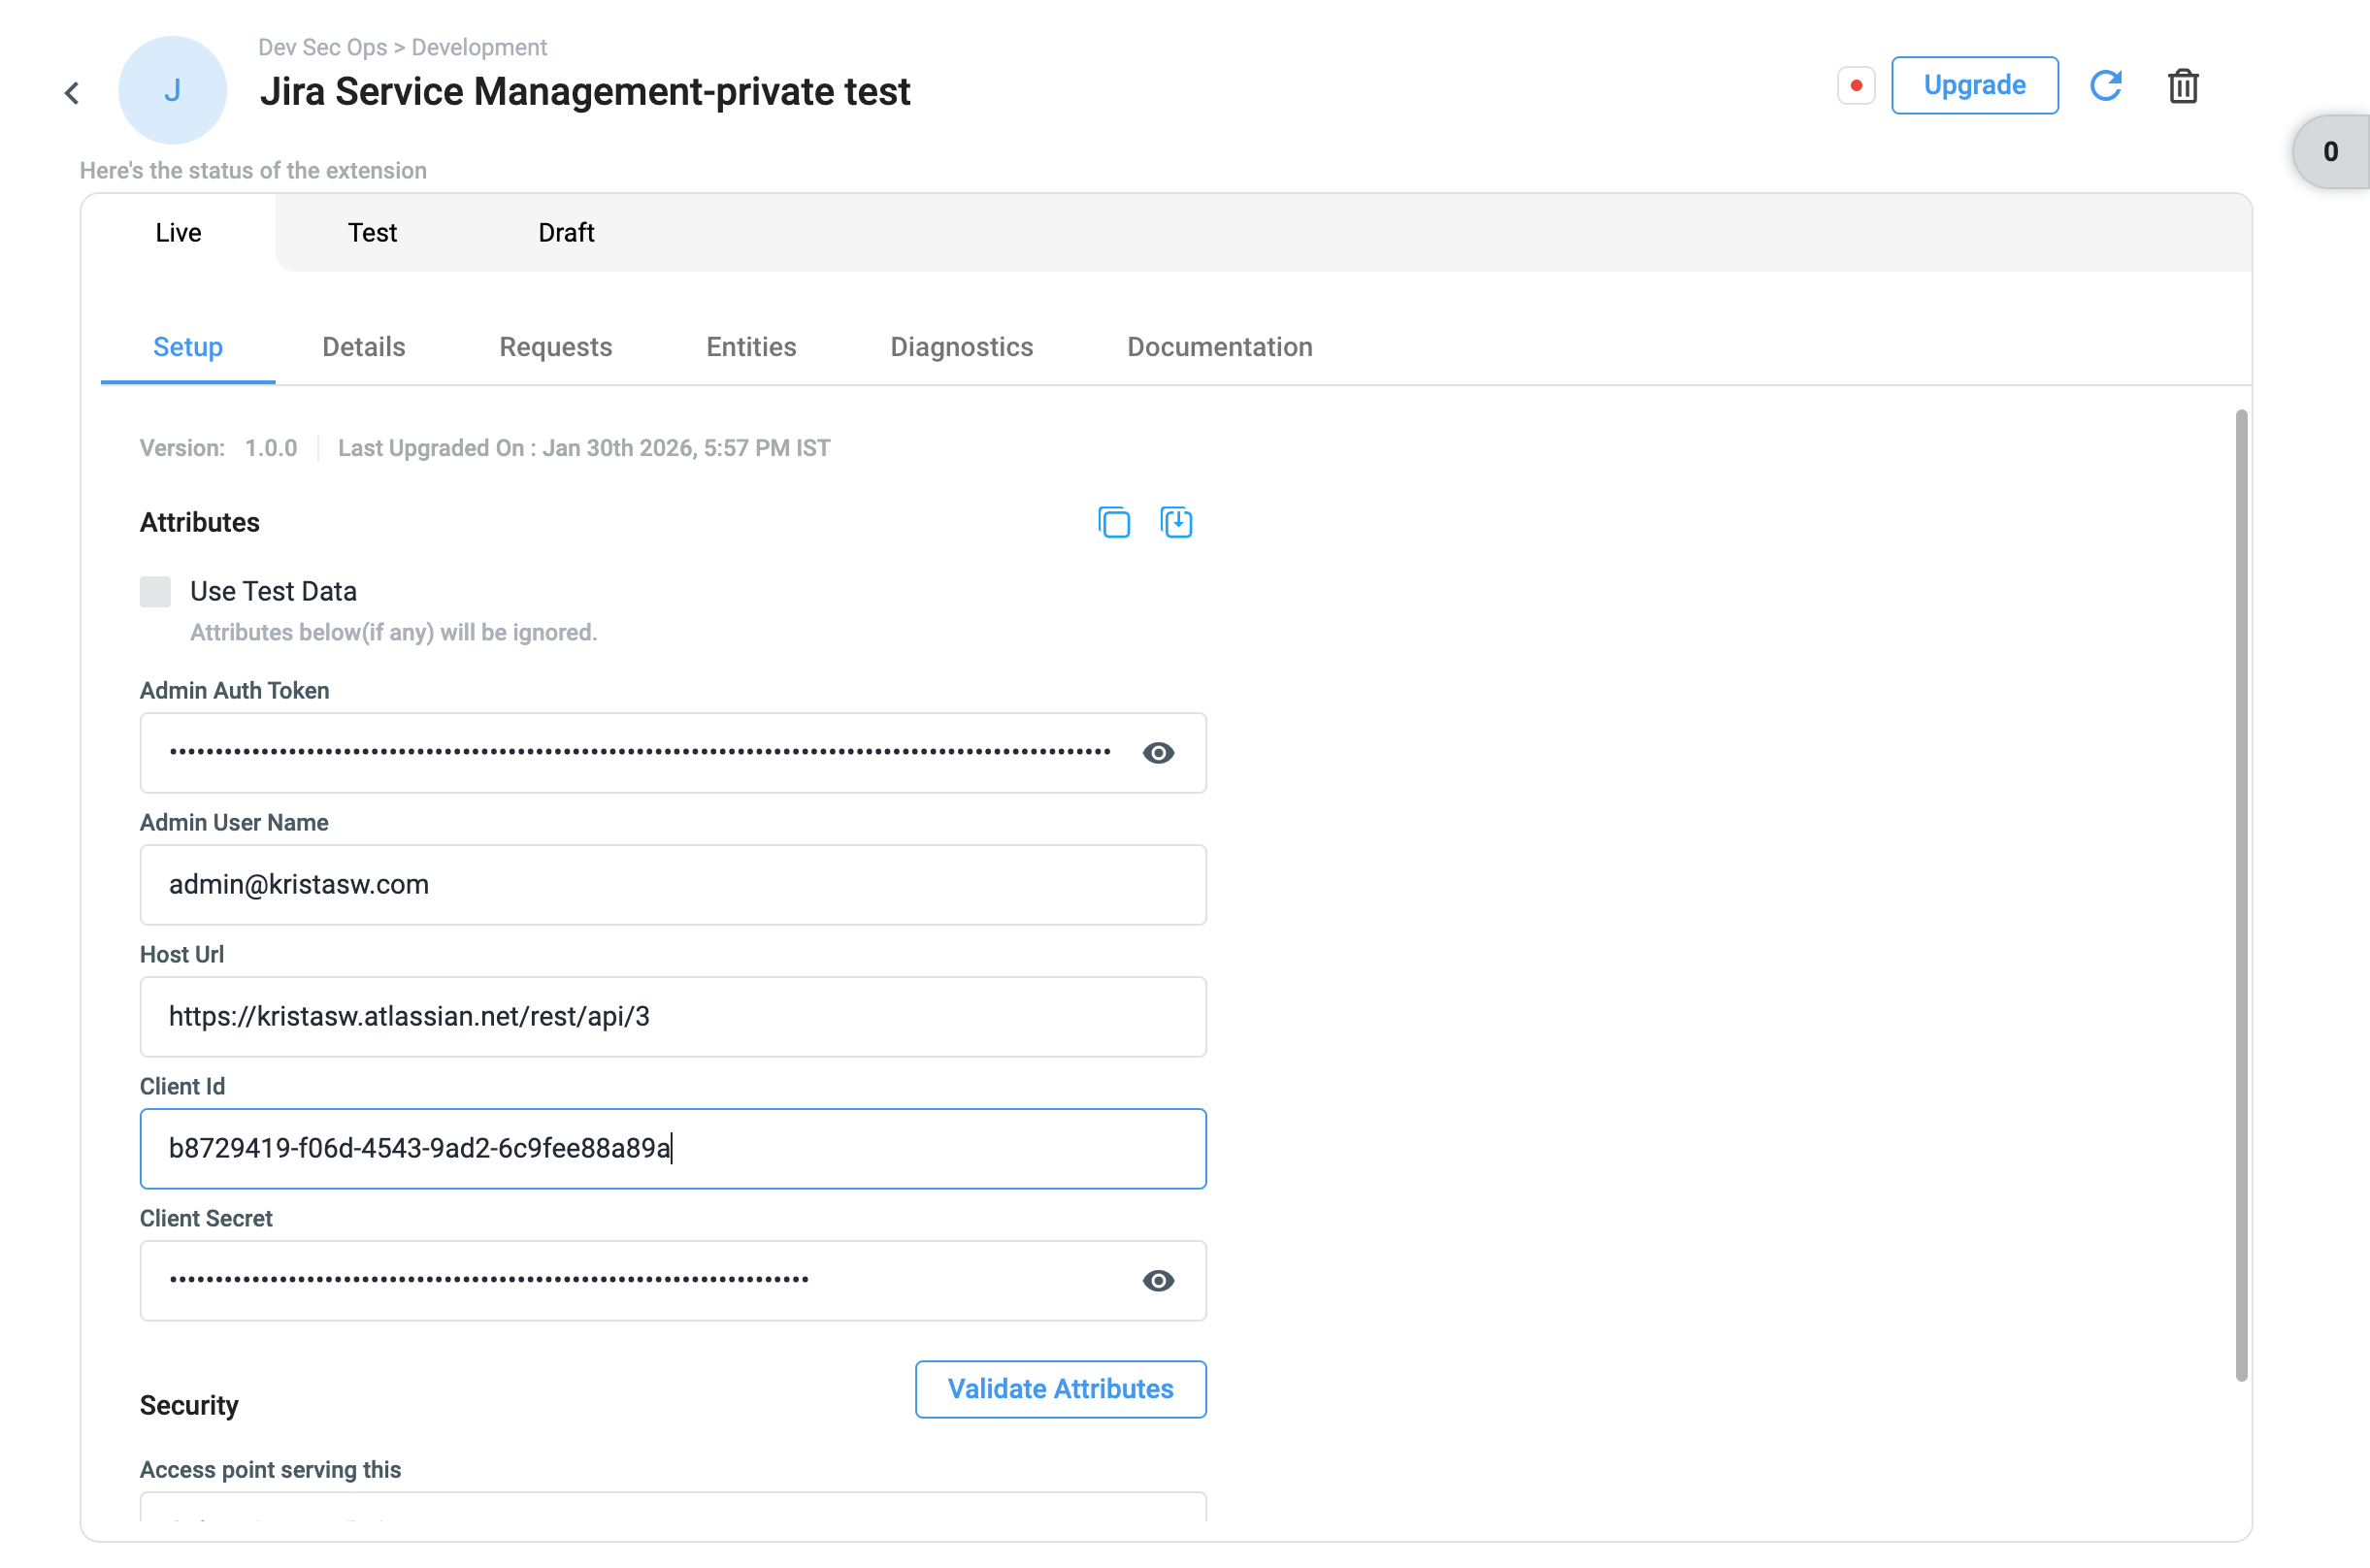 Dev Sec Ops > Development
J
Jira Service Management-private test
Upgrade
0
Here's the status of the extension
Live Test Draft
Setup Details Requests Entities Diagnostics Documentation
Version: 1.0.0 Last Upgraded On : Jan 30th 2026, 5:57 PM IST
Attributes
Use Test Data
Attributes below(if any) will be ignored.
Admin Auth Token
Admin User Name
admin@kristasw.com
Host Url
https://kristasw.atlassian.net/rest/api/3
Client Id
b8729419-f06d-4543-9ad2-6c9fee88a89a
Client Secret
Validate Attributes
Security
Access point serving this